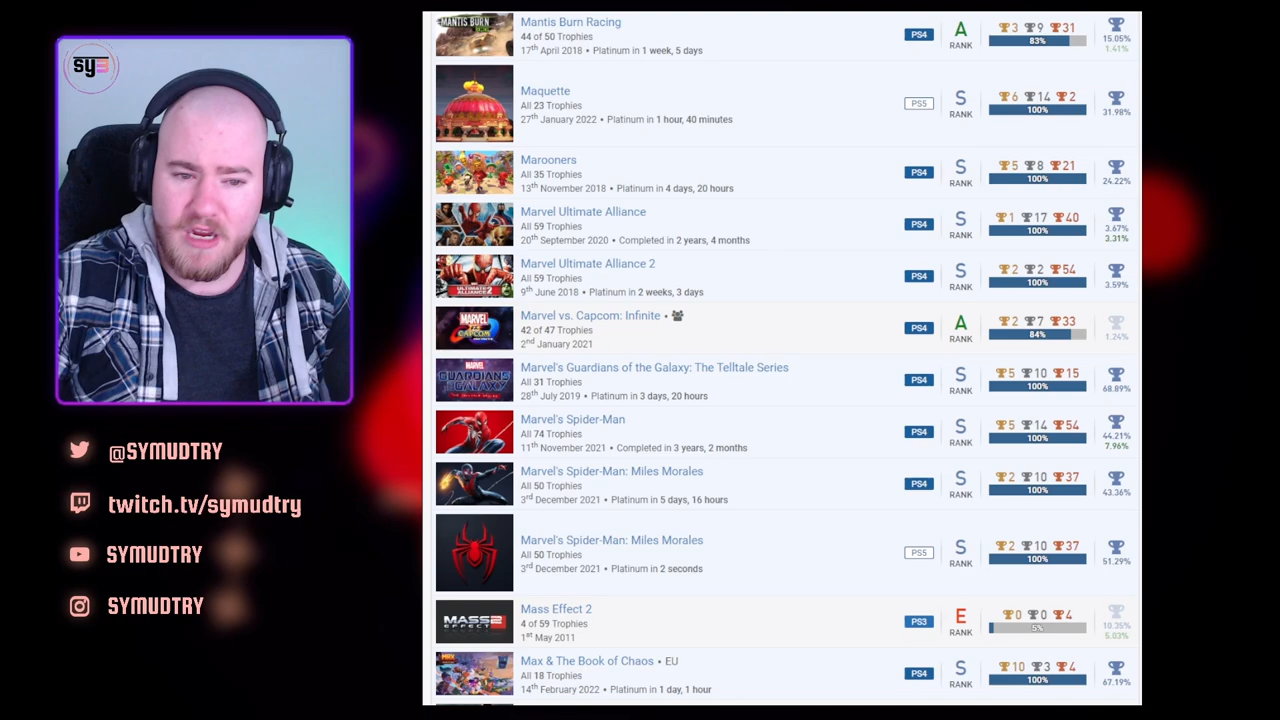 sy3
@SYMUDTRY
twitch.tv/symudtry
SYMUDTRY
SYMUDTRY
MANTIS BURN
Mantis Burn Racing
44 of 50 Trophies
17th April 2018 • Platinum in 1 week, 5 days
PS4
A
RANK
3 9 31
83%
15.05%
1.41%
Maquette
All 23 Trophies
27th January 2022 • Platinum in 1 hour, 40 minutes
PS5
S
RANK
6 14 2
100%
31.98%
Marooners
All 35 Trophies
13th November 2018 • Platinum in 4 days, 20 hours
PS4
S
RANK
5 8 21
100%
24.22%
Marvel Ultimate Alliance
All 59 Trophies
20th September 2020 • Completed in 2 years, 4 months
PS4
S
RANK
1 17 40
100%
3.67%
3.31%
ULTIMATE
ALLIANCE 2
Marvel Ultimate Alliance 2
All 59 Trophies
9th June 2018 • Platinum in 2 weeks, 3 days
PS4
S
RANK
2 2 54
100%
3.59%
MARVEL
CAPCOM
Marvel vs. Capcom: Infinite •
42 of 47 Trophies
2nd January 2021
PS4
A
RANK
2 7 33
84%
1.24%
MARVEL
GUARDIANS
GALAXY
Marvel's Guardians of the Galaxy: The Telltale Series
All 31 Trophies
28th July 2019 • Platinum in 3 days, 20 hours
PS4
S
RANK
5 10 15
100%
68.89%
Marvel's Spider-Man
All 74 Trophies
11th November 2021 • Completed in 3 years, 2 months
PS4
S
RANK
5 14 54
100%
44.21%
7.96%
Marvel's Spider-Man: Miles Morales
All 50 Trophies
3rd December 2021 • Platinum in 5 days, 16 hours
PS4
S
RANK
2 10 37
100%
43.36%
Marvel's Spider-Man: Miles Morales
All 50 Trophies
3rd December 2021 • Platinum in 2 seconds
PS5
S
RANK
2 10 37
100%
51.29%
MASS 2
EFFECT
Mass Effect 2
4 of 59 Trophies
1st May 2011
PS3
E
RANK
0 0 4
5%
10.35%
5.03%
MAX
Max & The Book of Chaos • EU
All 18 Trophies
14th February 2022 • Platinum in 1 day, 1 hour
PS4
S
RANK
10 3 4
100%
67.19%